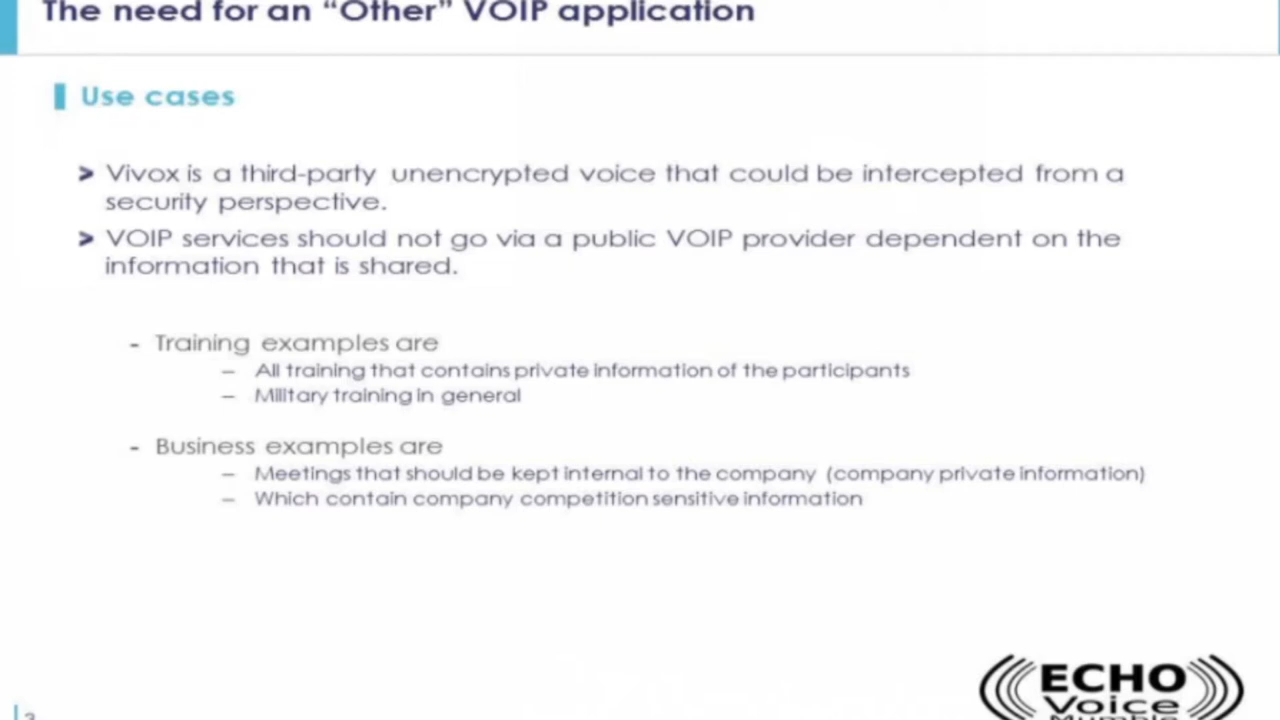 The need for an “Other” VOIP application
Use cases
> Vivox is a third-party unencrypted voice that could be intercepted from a
security perspective.
> VOIP services should not go via a public VOIP provider dependent on the
information that is shared.
- Training examples are
– All training that contains private information of the participants
– Military training in general
- Business examples are
– Meetings that should be kept internal to the company (company private information)
– Which contain company competition sensitive information
ECHO
Voice
Mumble